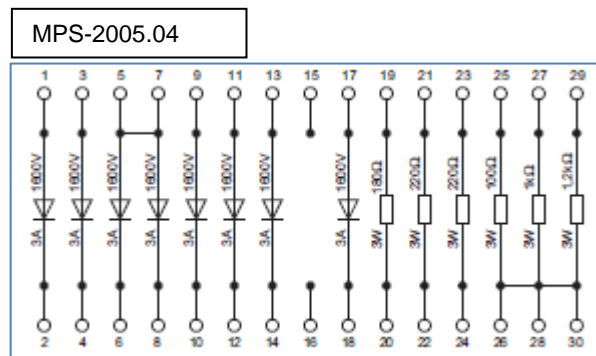 MPS-2005.04
1 3 5 7 9 11 13 15 17 19 21 23 25 27 29
1600V 1600V 1600V 1600V 1600V 1600V 1600V 1600V 180Ω 220Ω 220Ω 100Ω 1kΩ 1,2kΩ
3A 3A 3A 3A 3A 3A 3A 3A 3W 3W 3W 3W 3W 3W
2 4 6 8 10 12 14 16 18 20 22 24 26 28 30